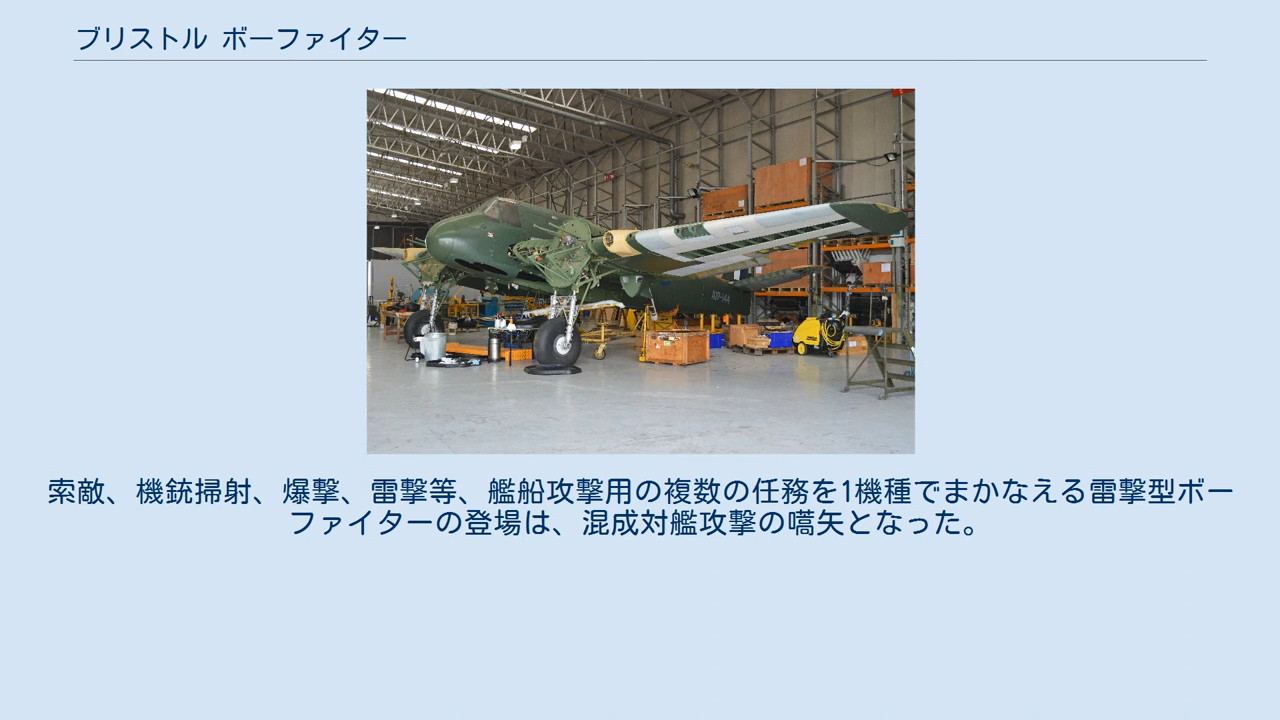 ブリストル ボーファイター
索敵、機銃掃射、爆撃、雷撃等、艦船攻撃用の複数の任務を1機種でまかなえる雷撃型ボー
ファイターの登場は、混成対艦攻撃の嚆矢となった。